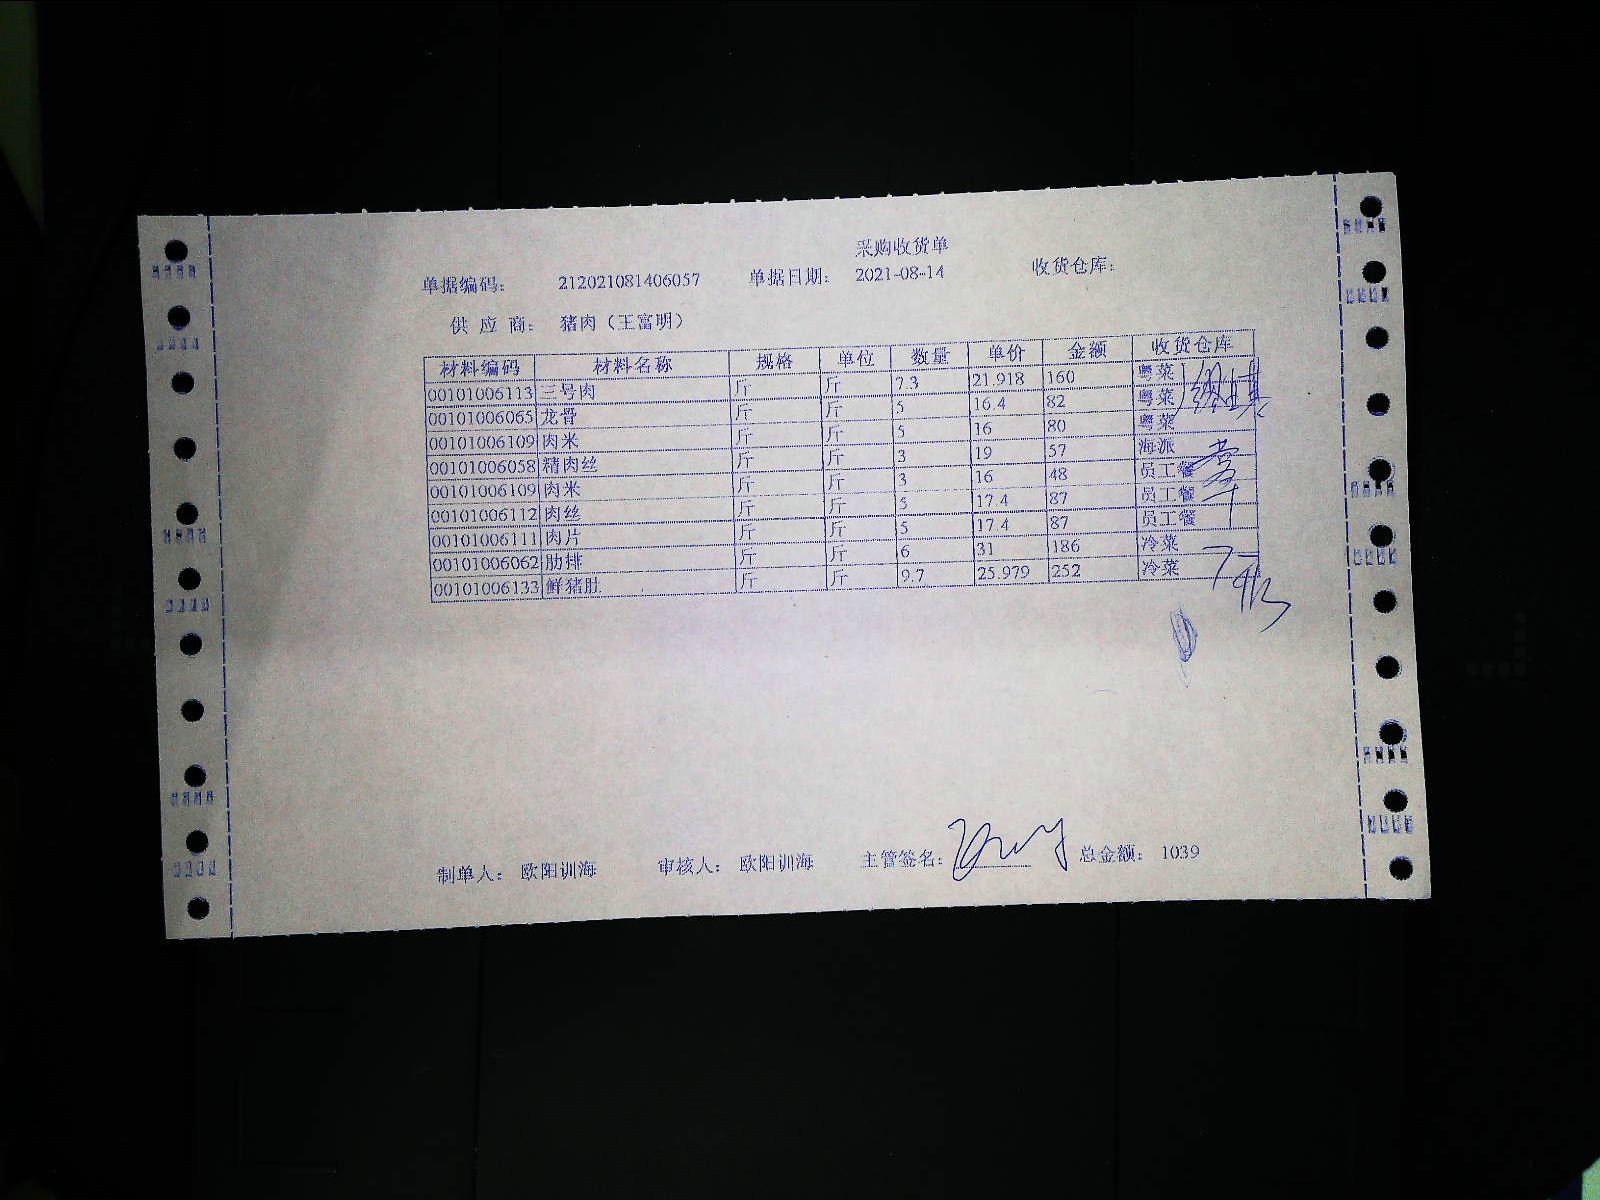 采购收货单
单据编码： 212021081406057 单据日期： 2021-08-14 收货仓库：
供 应 商： 猪肉（王富明）
材料编码 材料名称 规格 单位 数量 单价 金额 收货仓库
00101006113 三号肉 斤 斤 7.3 21.918 160 粤菜
00101006065 龙骨 斤 斤 5 16.4 82 粤菜
00101006109 肉米 斤 斤 5 16 80 粤菜
00101006058 精肉丝 斤 斤 3 19 57 海派
00101006109 肉米 斤 斤 3 16 48 员工餐
00101006112 肉丝 斤 斤 5 17.4 87 员工餐
00101006111 肉片 斤 斤 5 17.4 87 员工餐
00101006062 肋排 斤 斤 6 31 186 冷菜
00101006133 鲜猪肚 斤 斤 9.7 25.979 252 冷菜
制单人： 欧阳训海 审核人： 欧阳训海 主管签名： 总金额： 1039